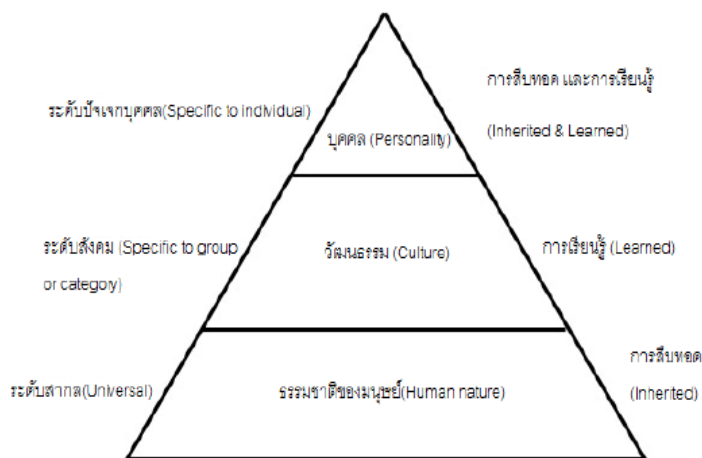 การสืบทอด และการเรียนรู้
ระดับปัจเจกบุคคล(Specific to individual)
(Inherited & Learned)
บุคคล (Personality)
ระดับสังคม (Specific to group
or category)
วัฒนธรรม (Culture)
การเรียนรู้ (Learned)
การสืบทอด
(Inherited)
ระดับสากล(Universal)
ธรรมชาติของมนุษย์(Human nature)